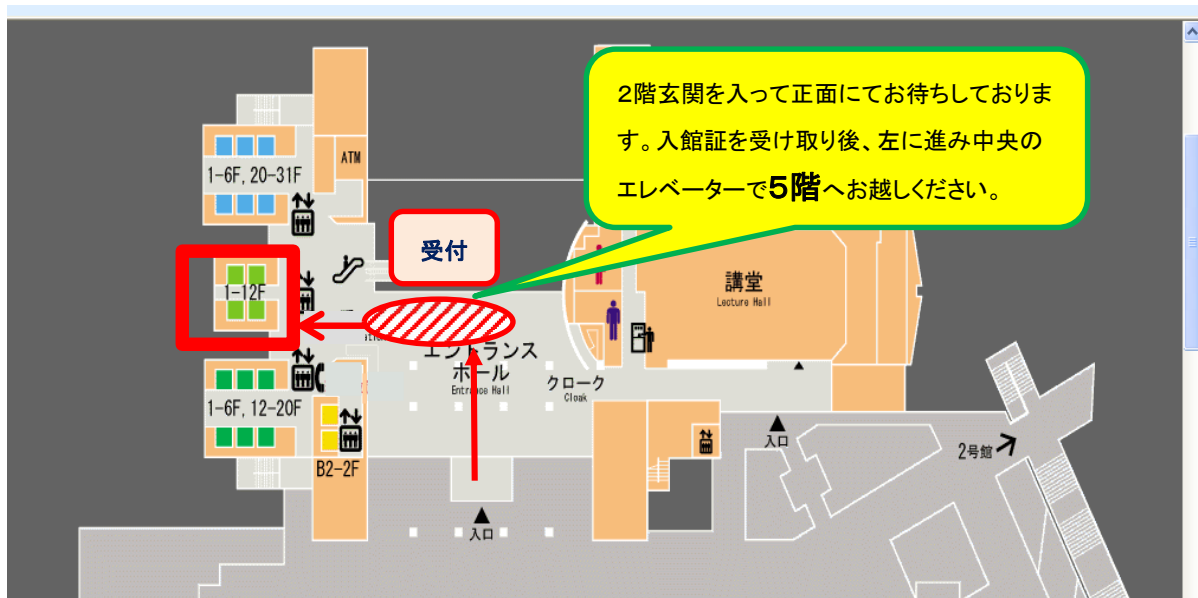 ２階玄関を入って正面にてお待ちしておりま
す。入館証を受け取り後、左に進み中央の
エレベーターで５階へお越しください。
ATM
1-6F, 20-31F
受付
1-12F
講堂
Lecture Hall
エントランス
ホール
Entrance Hall
クローク
Cloak
1-6F, 12-20F
B2-2F
入口
2号館
入口